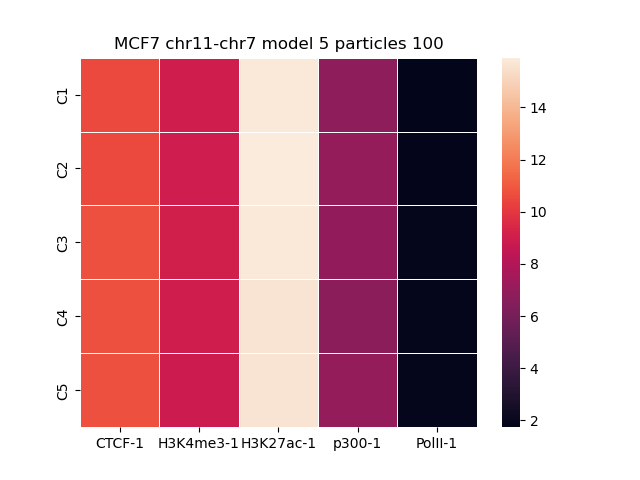 MCF7 chr11-chr7 model 5 particles 100
C1
C2
C3
C4
C5
CTCF-1 H3K4me3-1 H3K27ac-1 p300-1 PolII-1
14
12
10
8
6
4
2